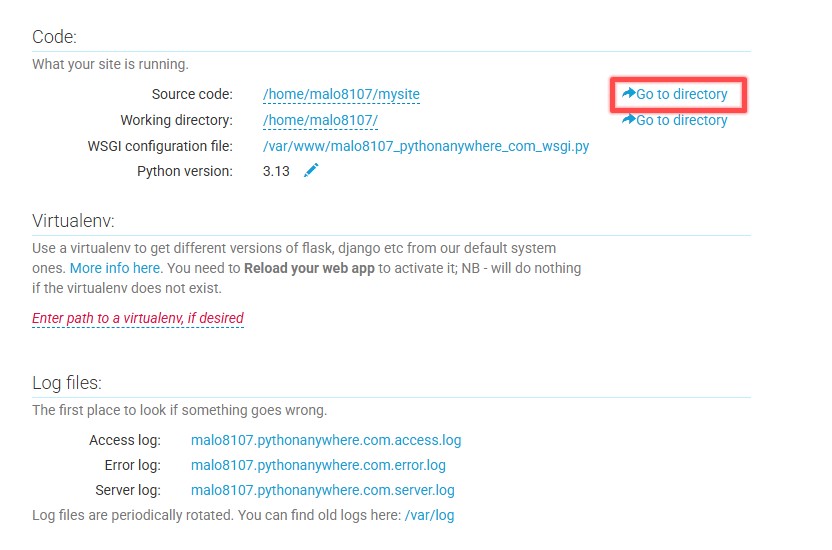 Code:
What your site is running.
Source code: /home/malo8107/mysite Go to directory
Working directory: /home/malo8107/ Go to directory
WSGI configuration file: /var/www/malo8107_pythonanywhere_com_wsgi.py
Python version: 3.13
Virtualenv:
Use a virtualenv to get different versions of flask, django etc from our default system
ones. More info here. You need to Reload your web app to activate it; NB - will do nothing
if the virtualenv does not exist.
Enter path to a virtualenv, if desired
Log files:
The first place to look if something goes wrong.
Access log: malo8107.pythonanywhere.com.access.log
Error log: malo8107.pythonanywhere.com.error.log
Server log: malo8107.pythonanywhere.com.server.log
Log files are periodically rotated. You can find old logs here: /var/log